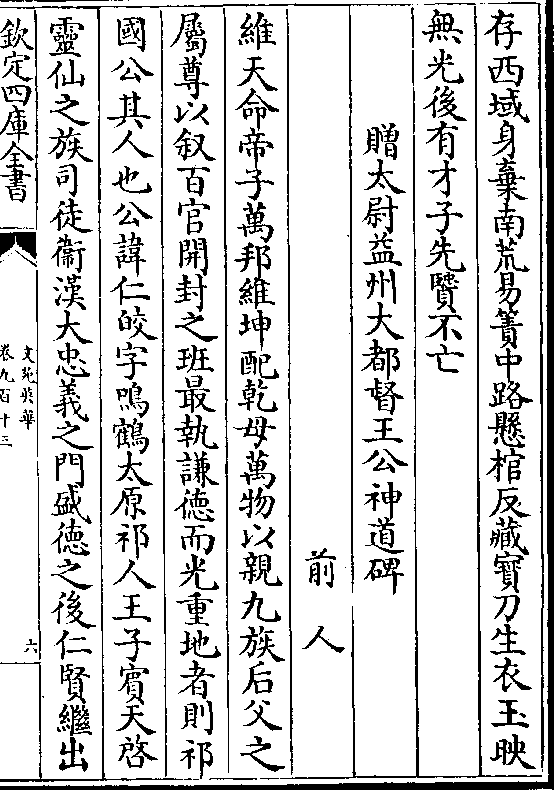 存西域身棄南荒易簀中路懸棺反藏寳刀生衣玉映
無光後有才子先賢不亡
贈太尉益州大都督王公神道碑
前人
維天命帝子萬邦維坤配乾母萬物以親九族后父之
屬尊以叙百官開封之班最執謙德而光重地者則祁
國公其人也公諱仁皎字鳴鶴太原祁人王子賓天啓
靈仙之族司徒衞漢大忠義之門盛德之後仁賢繼出
欽定四庫全書
文苑英華
卷九百十三
六